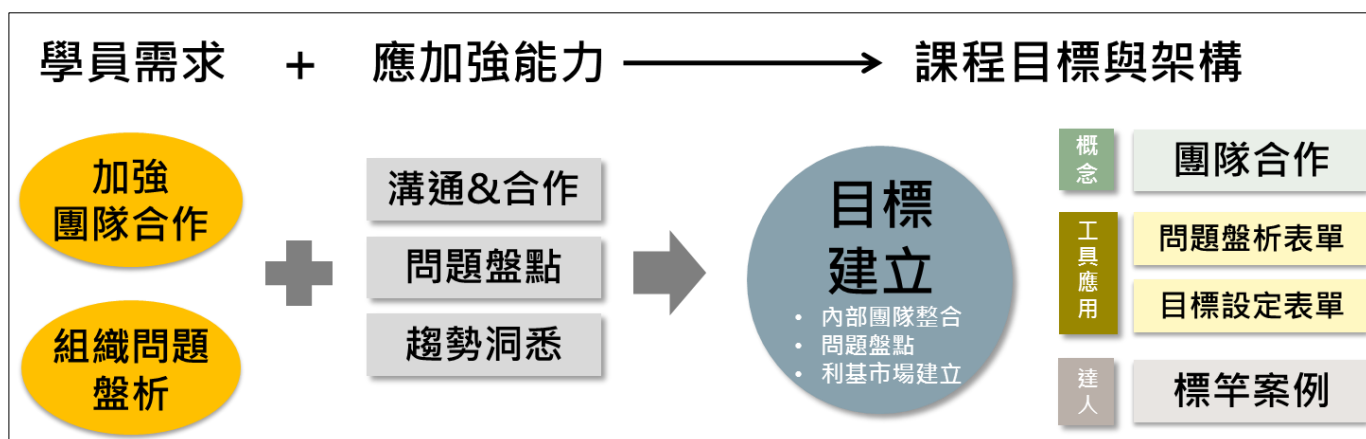 學員需求 + 應加強能力 課程目標與架構
加強
團隊合作
組織問題
盤析
溝通&合作
問題盤點
趨勢洞悉
目標
建立
• 內部團隊整合
• 問題盤點
• 利基市場建立
概念
團隊合作
工具應用
問題盤析表單
目標設定表單
達人
標竿案例